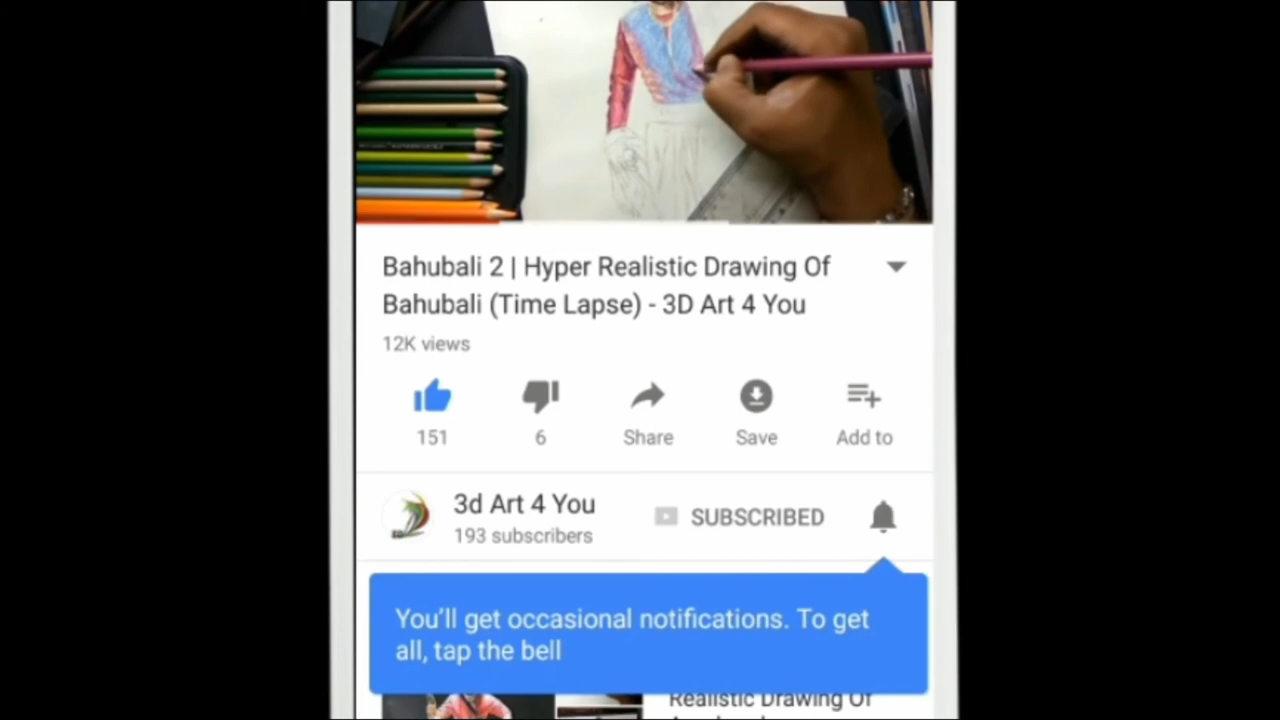 Bahubali 2 | Hyper Realistic Drawing Of
Bahubali (Time Lapse) - 3D Art 4 You
12K views
151
6
Share
Save
Add to
3d Art 4 You
193 subscribers
SUBSCRIBED
You'll get occasional notifications. To get
all, tap the bell
Realistic Drawing Of